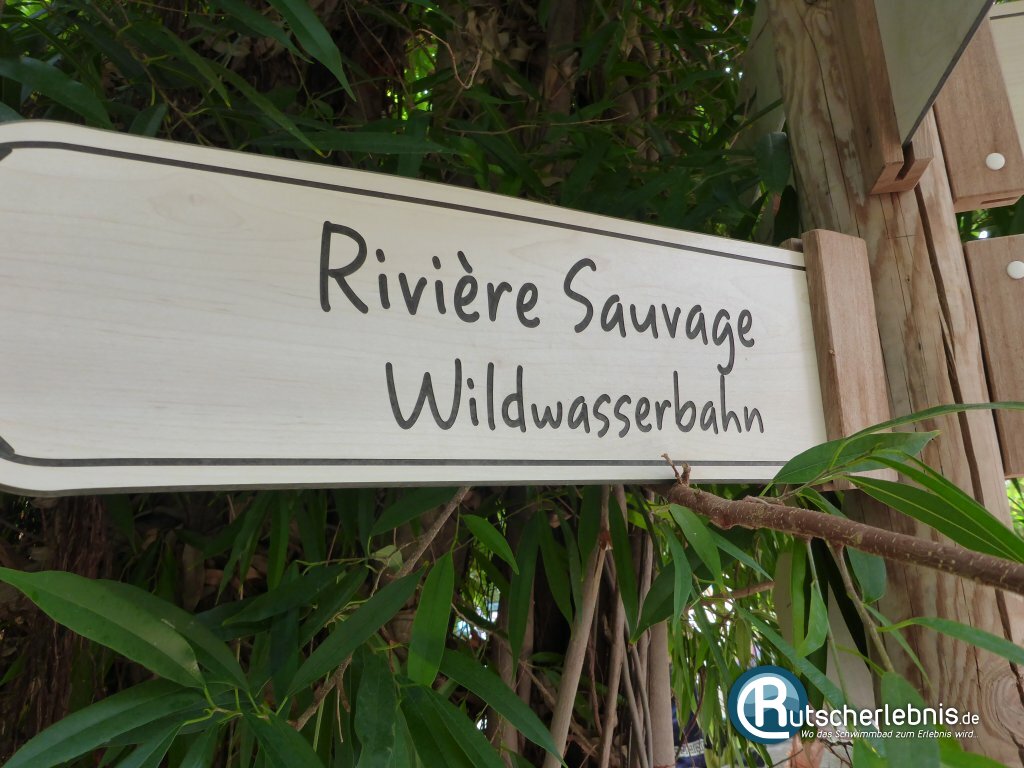 Rivière Sauvage
Wildwasserbahn
Rutscherlebnis.de
Wo das Schwimmbad zum Erlebnis wird..